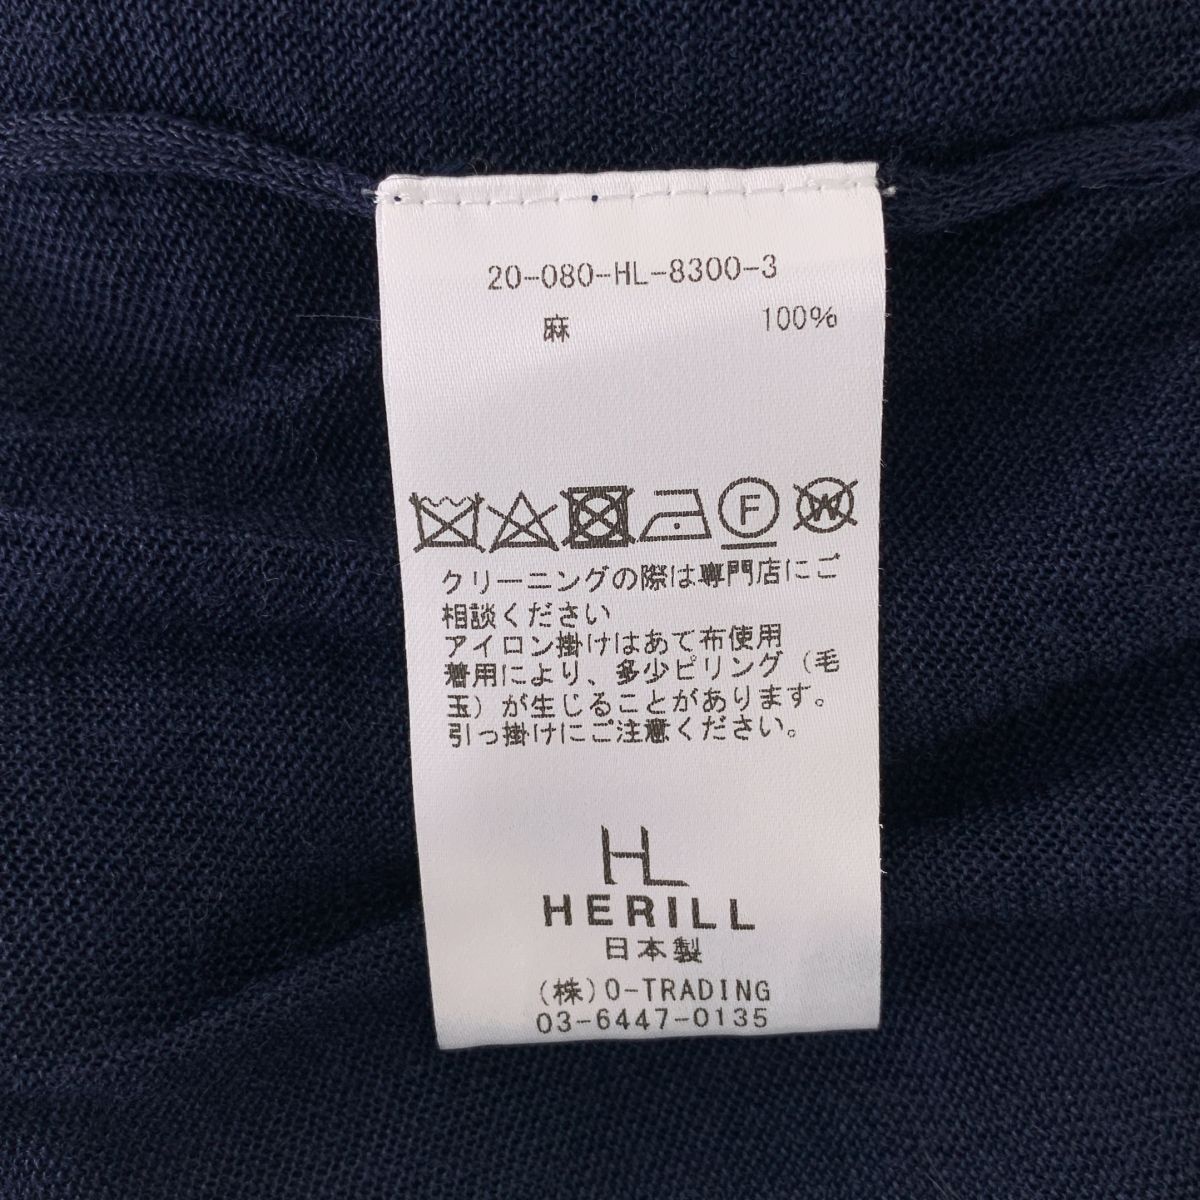 20-080-HL-8300-3
麻 100%
F W
クリーニングの際は専門店にご
相談ください
アイロン掛けはあて布使用
着用により、多少ピリング(毛
玉)が生じることがあります。
引っ掛けにご注意ください。
HL
HERILL
日本製
(株)O-TRADING
03-6447-0135